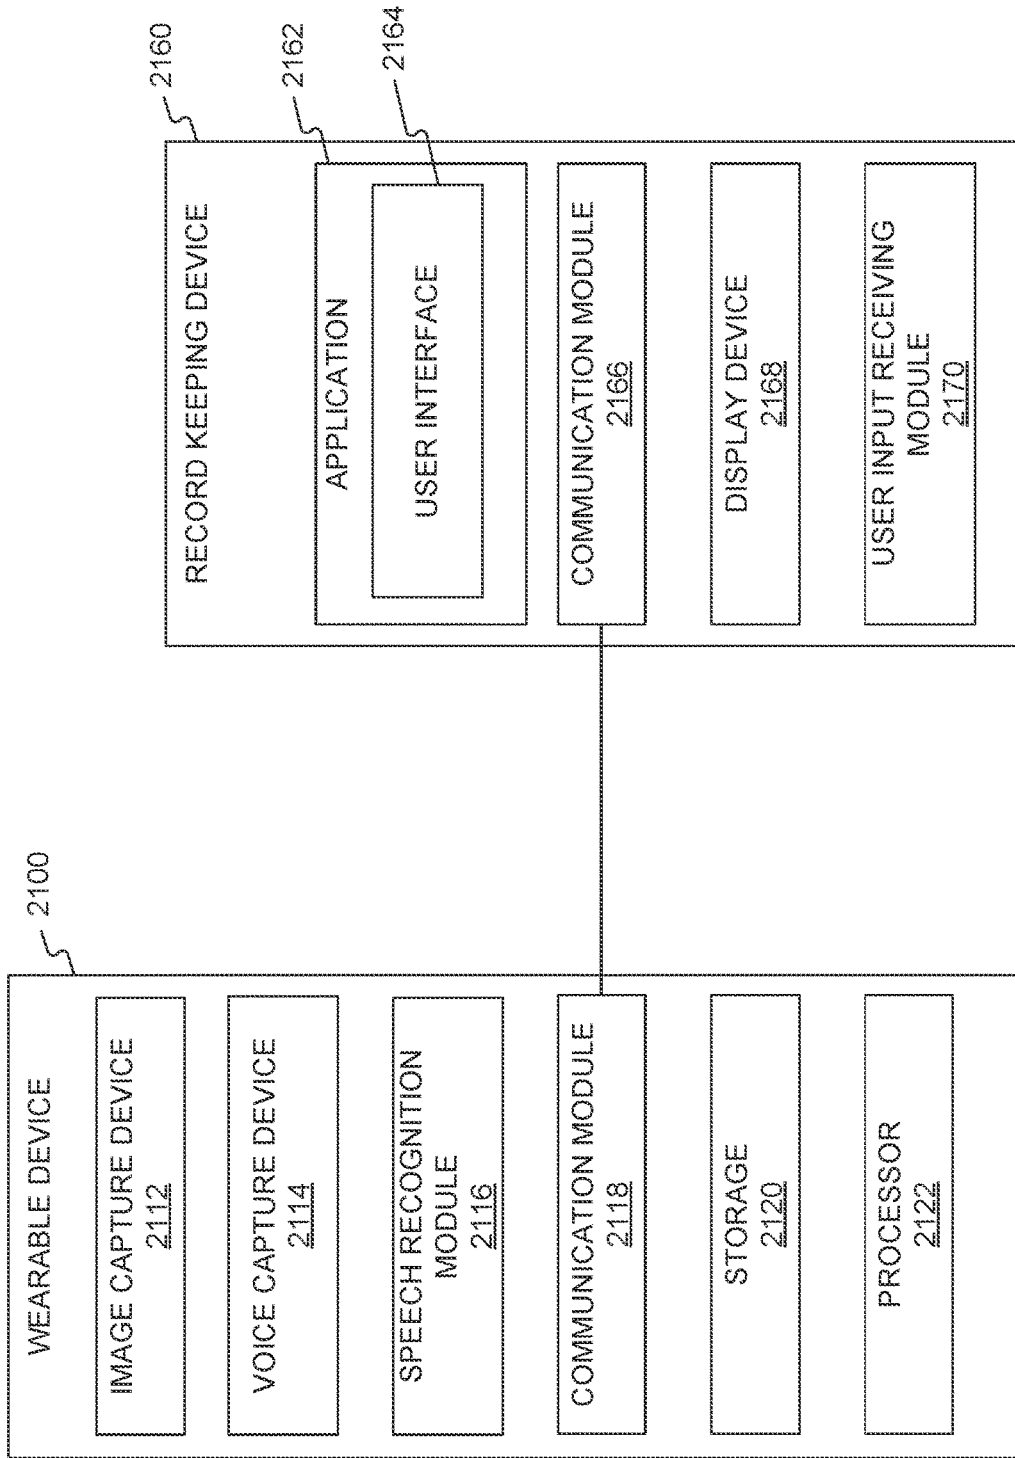 WEARABLE DEVICE
2100
IMAGE CAPTURE DEVICE
2112
VOICE CAPTURE DEVICE
2114
SPEECH RECOGNITION
MODULE
2116
COMMUNICATION MODULE
2118
STORAGE
2120
PROCESSOR
2122
RECORD KEEPING DEVICE
2160
APPLICATION
2162
USER INTERFACE
2164
COMMUNICATION MODULE
2166
DISPLAY DEVICE
2168
USER INPUT RECEIVING
MODULE
2170